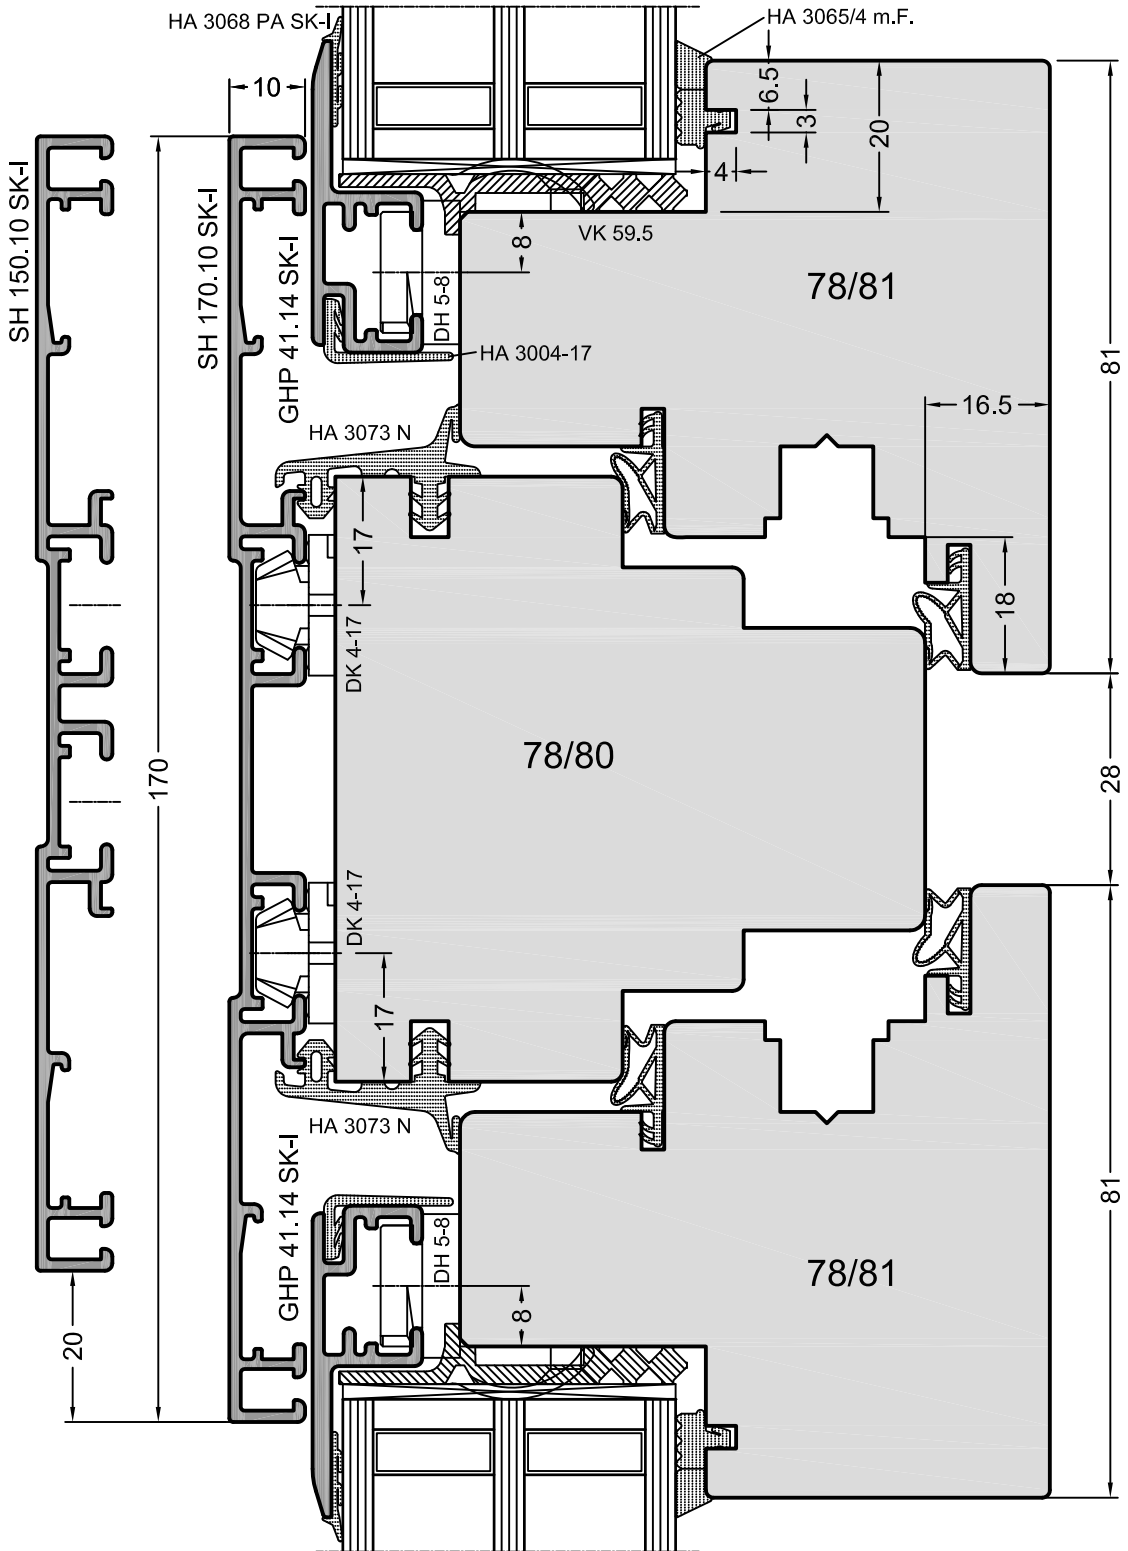 HA 3068 PA SK-I
HA 3065/4 m.F.
10
6.5
3
20
4
SH 150.10 SK-I
SH 170.10 SK-I
GHP 41.14 SK-I
VK 59.5
8
DH 5-8
78/81
HA 3004-17
81
16.5
HA 3073 N
17
18
DK 4-17
78/80
170
28
DK 4-17
17
HA 3073 N
GHP 41.14 SK-I
DH 5-8
78/81
81
8
20